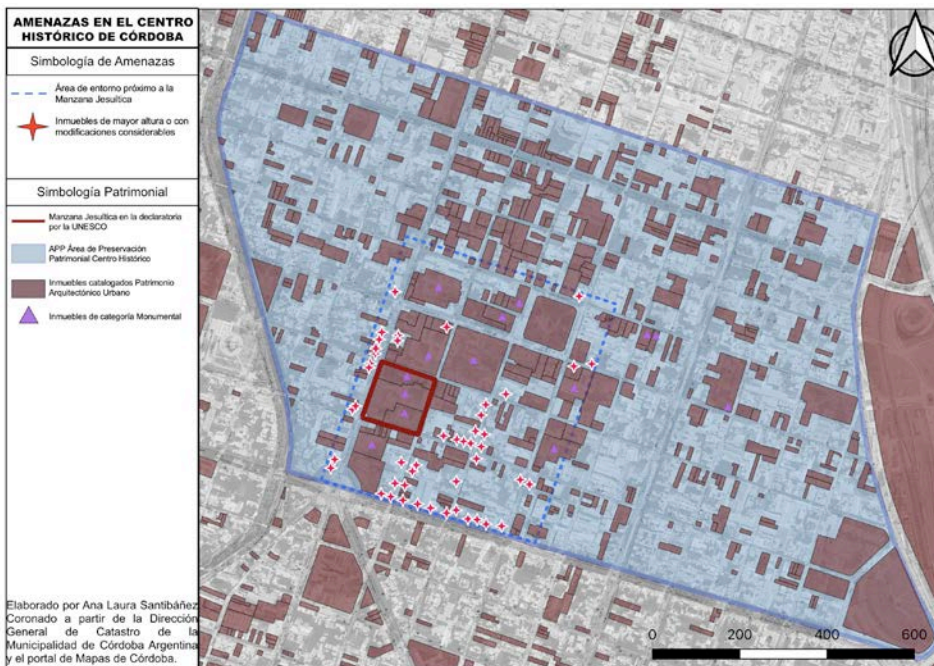 AMENAZAS EN EL CENTRO
HISTÓRICO DE CÓRDOBA
Simbología de Amenazas
Área de entorno próximo a la
Manzana Jesuítica
Inmuebles de mayor altura o con
modificaciones considerables
Simbología Patrimonial
Manzana Jesuítica en la declaratoria
por la UNESCO
APP Área de Preservación
Patrimonial Centro Histórico
Inmuebles catalogados Patrimonio
Arquitectónico Urbano
Inmuebles de categoría Monumental
Elaborado por Ana Laura Santibáñez
Coronado a partir de la Dirección
General de Catastro de la
Municipalidad de Córdoba Argentina
y el portal de Mapas de Córdoba.
0 200 400 600